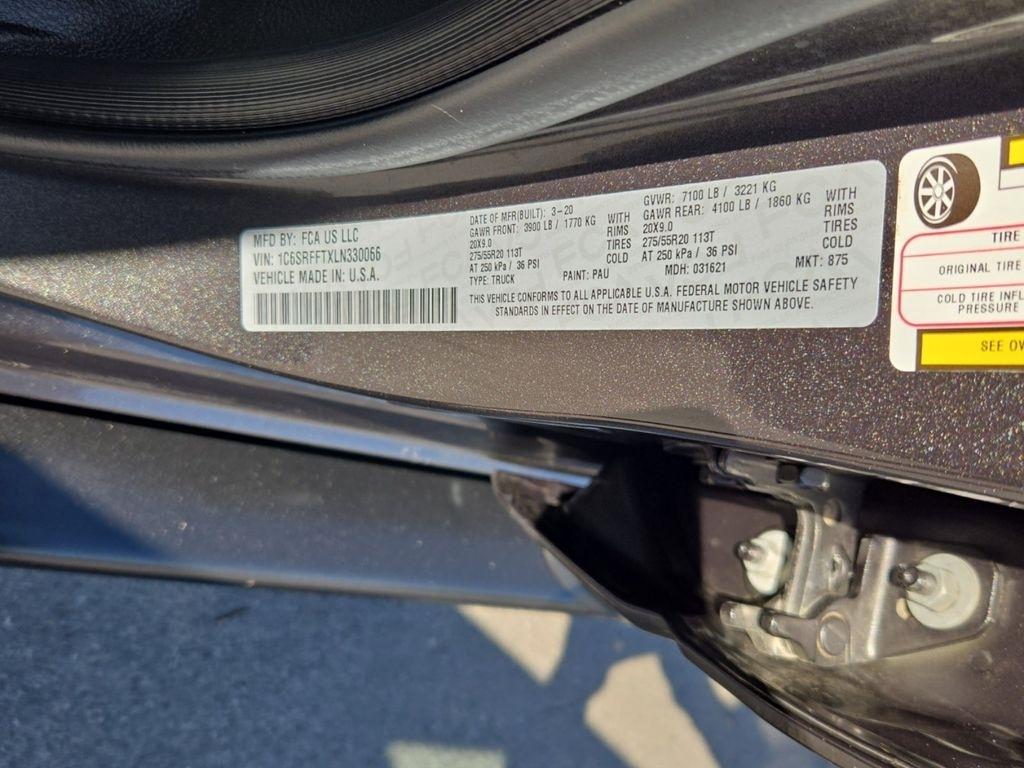 MFD BY: FCA US LLC
VIN: 1C6SRFFTXLN330066
VEHICLE MADE IN: U.S.A.
DATE OF MFR(BUILT): 3-20
GAWR FRONT: 3900 LB / 1770 KG WITH
20X9.0 RIMS
275/55R20 113T TIRES
AT 250 kPa / 36 PSI COLD
TYPE: TRUCK PAINT: PAU
GVWR: 7100 LB / 3221 KG
GAWR REAR: 4100 LB / 1860 KG WITH
20X9.0 RIMS
275/55R20 113T TIRES
AT 250 kPa / 36 PSI COLD
MDH: 031621 MKT: 875
THIS VEHICLE CONFORMS TO ALL APPLICABLE U.S.A. FEDERAL MOTOR VEHICLE SAFETY
STANDARDS IN EFFECT ON THE DATE OF MANUFACTURE SHOWN ABOVE.
TIRE
ORIGINAL TIRE
COLD TIRE INFL
PRESSURE
SEE OW